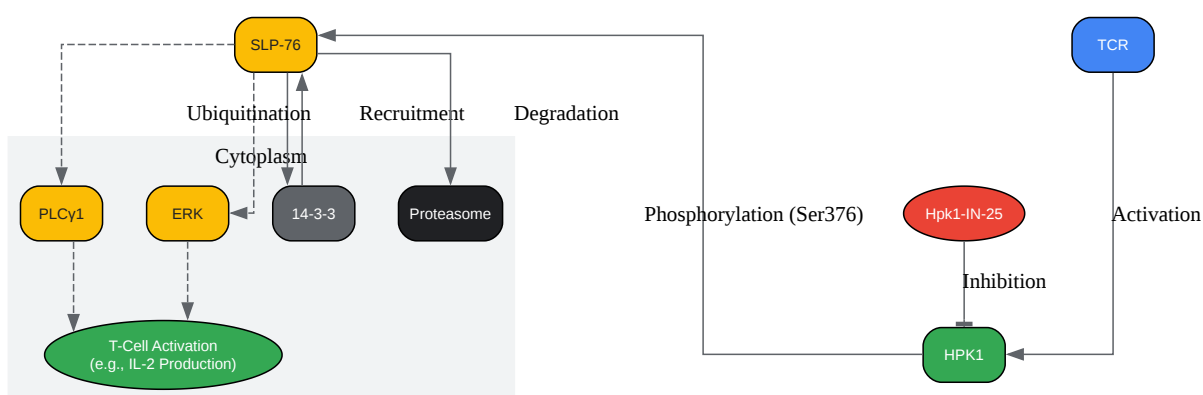 SLP-76
TCR
Ubiquitination
Recruitment
Degradation
Cytoplasm
PLCγ1
ERK
14-3-3
Proteasome
Phosphorylation (Ser376)
Hpk1-IN-25
Activation
Inhibition
T-Cell Activation
(e.g., IL-2 Production)
HPK1